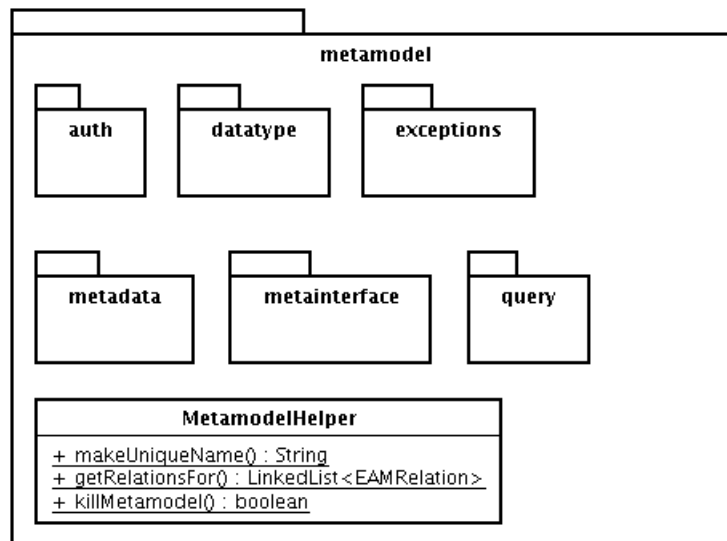 metamodel
auth
datatype
exceptions
metadata
metainterface
query
MetamodelHelper
+ makeUniqueName() : String
+ getRelationsFor() : LinkedList<EAMRelation>
+ killMetamodel() : boolean